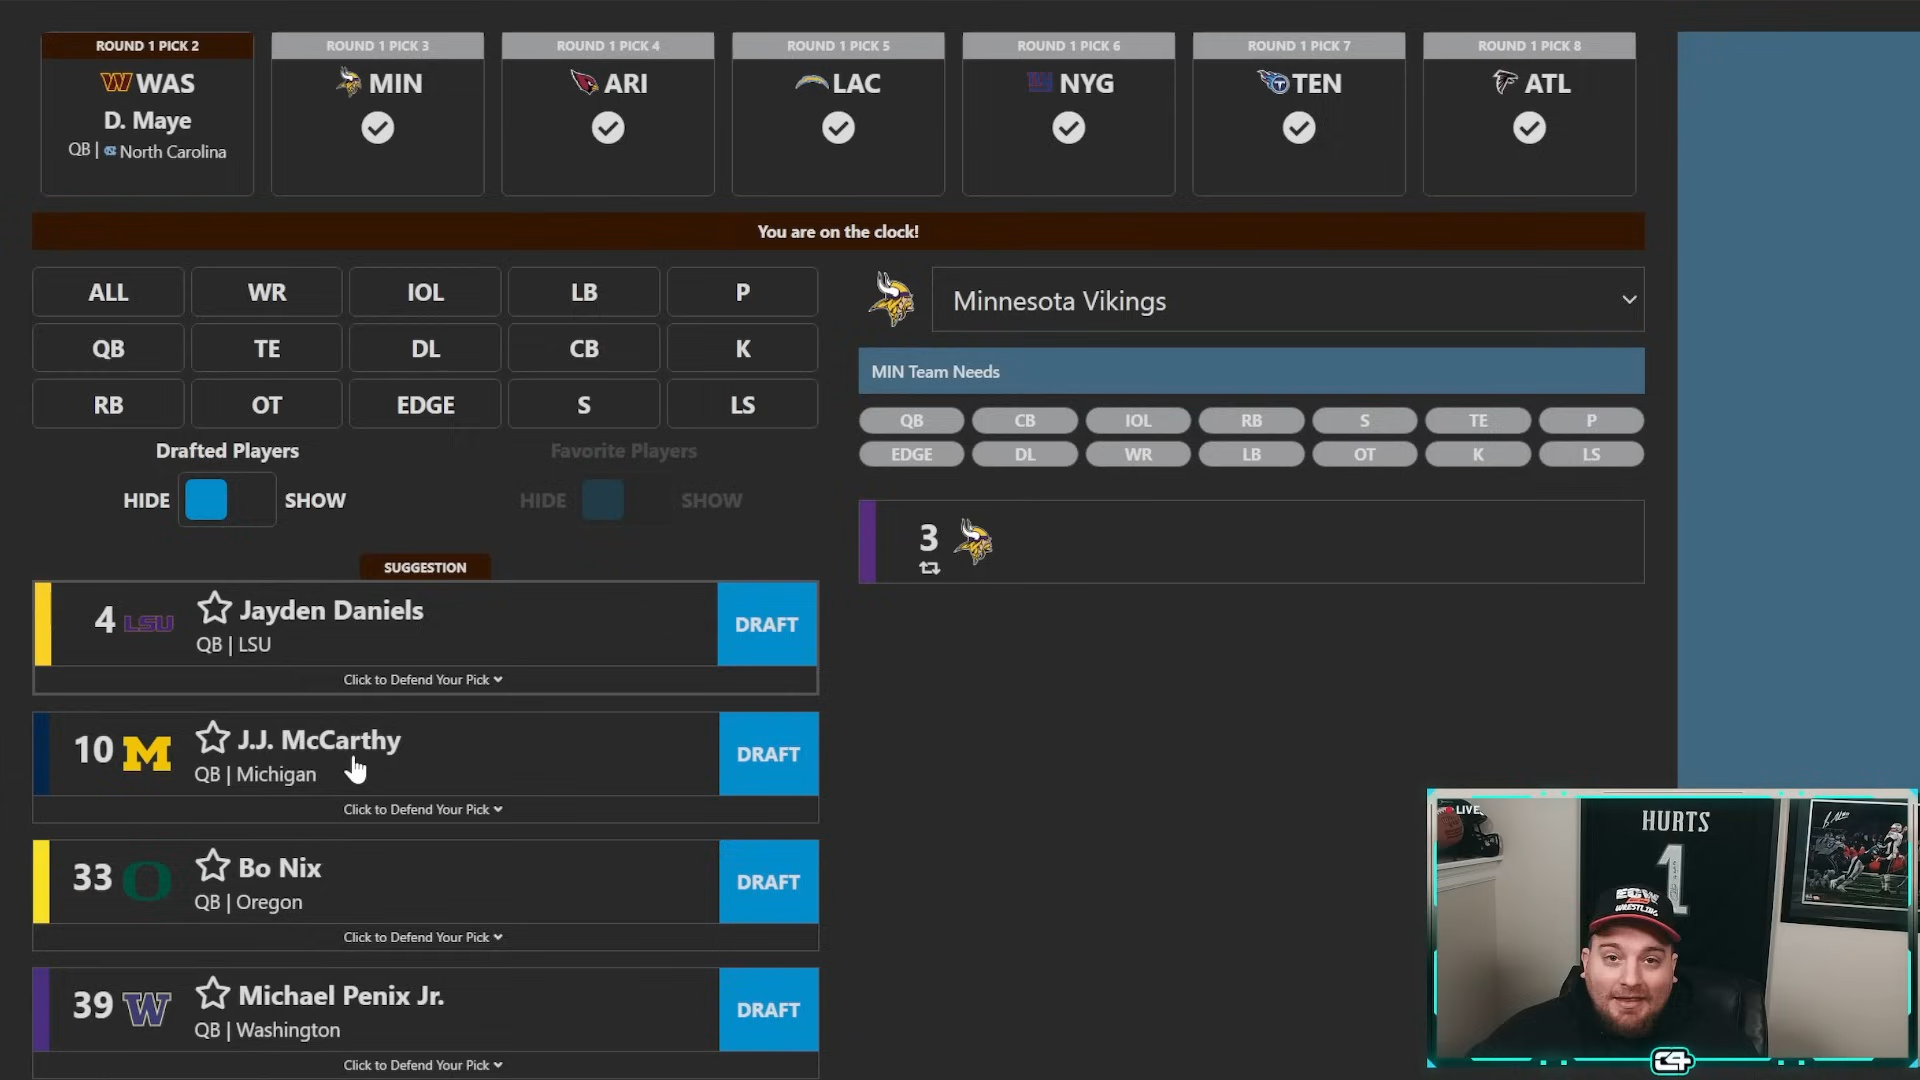 ROUND 1 PICK 2
WAS
D. Maye
QB | North Carolina
ROUND 1 PICK 3
MIN
ROUND 1 PICK 4
ARI
ROUND 1 PICK 5
LAC
ROUND 1 PICK 6
NYG
ROUND 1 PICK 7
TEN
ROUND 1 PICK 8
ATL
You are on the clock!
ALL WR IOL LB P
QB TE DL CB K
RB OT EDGE S LS
Drafted Players
HIDE SHOW
Favorite Players
HIDE SHOW
Minnesota Vikings
MIN Team Needs
QB CB IOL RB S TE P
EDGE DL WR LB OT K LS
3
SUGGESTION
4 LSU Jayden Daniels
QB | LSU
DRAFT
Click to Defend Your Pick
10 M J.J. McCarthy
QB | Michigan
DRAFT
Click to Defend Your Pick
33 O Bo Nix
QB | Oregon
DRAFT
Click to Defend Your Pick
39 W Michael Penix Jr.
QB | Washington
DRAFT
Click to Defend Your Pick
LIVE
HURTS
1
ECW
WRESTLING